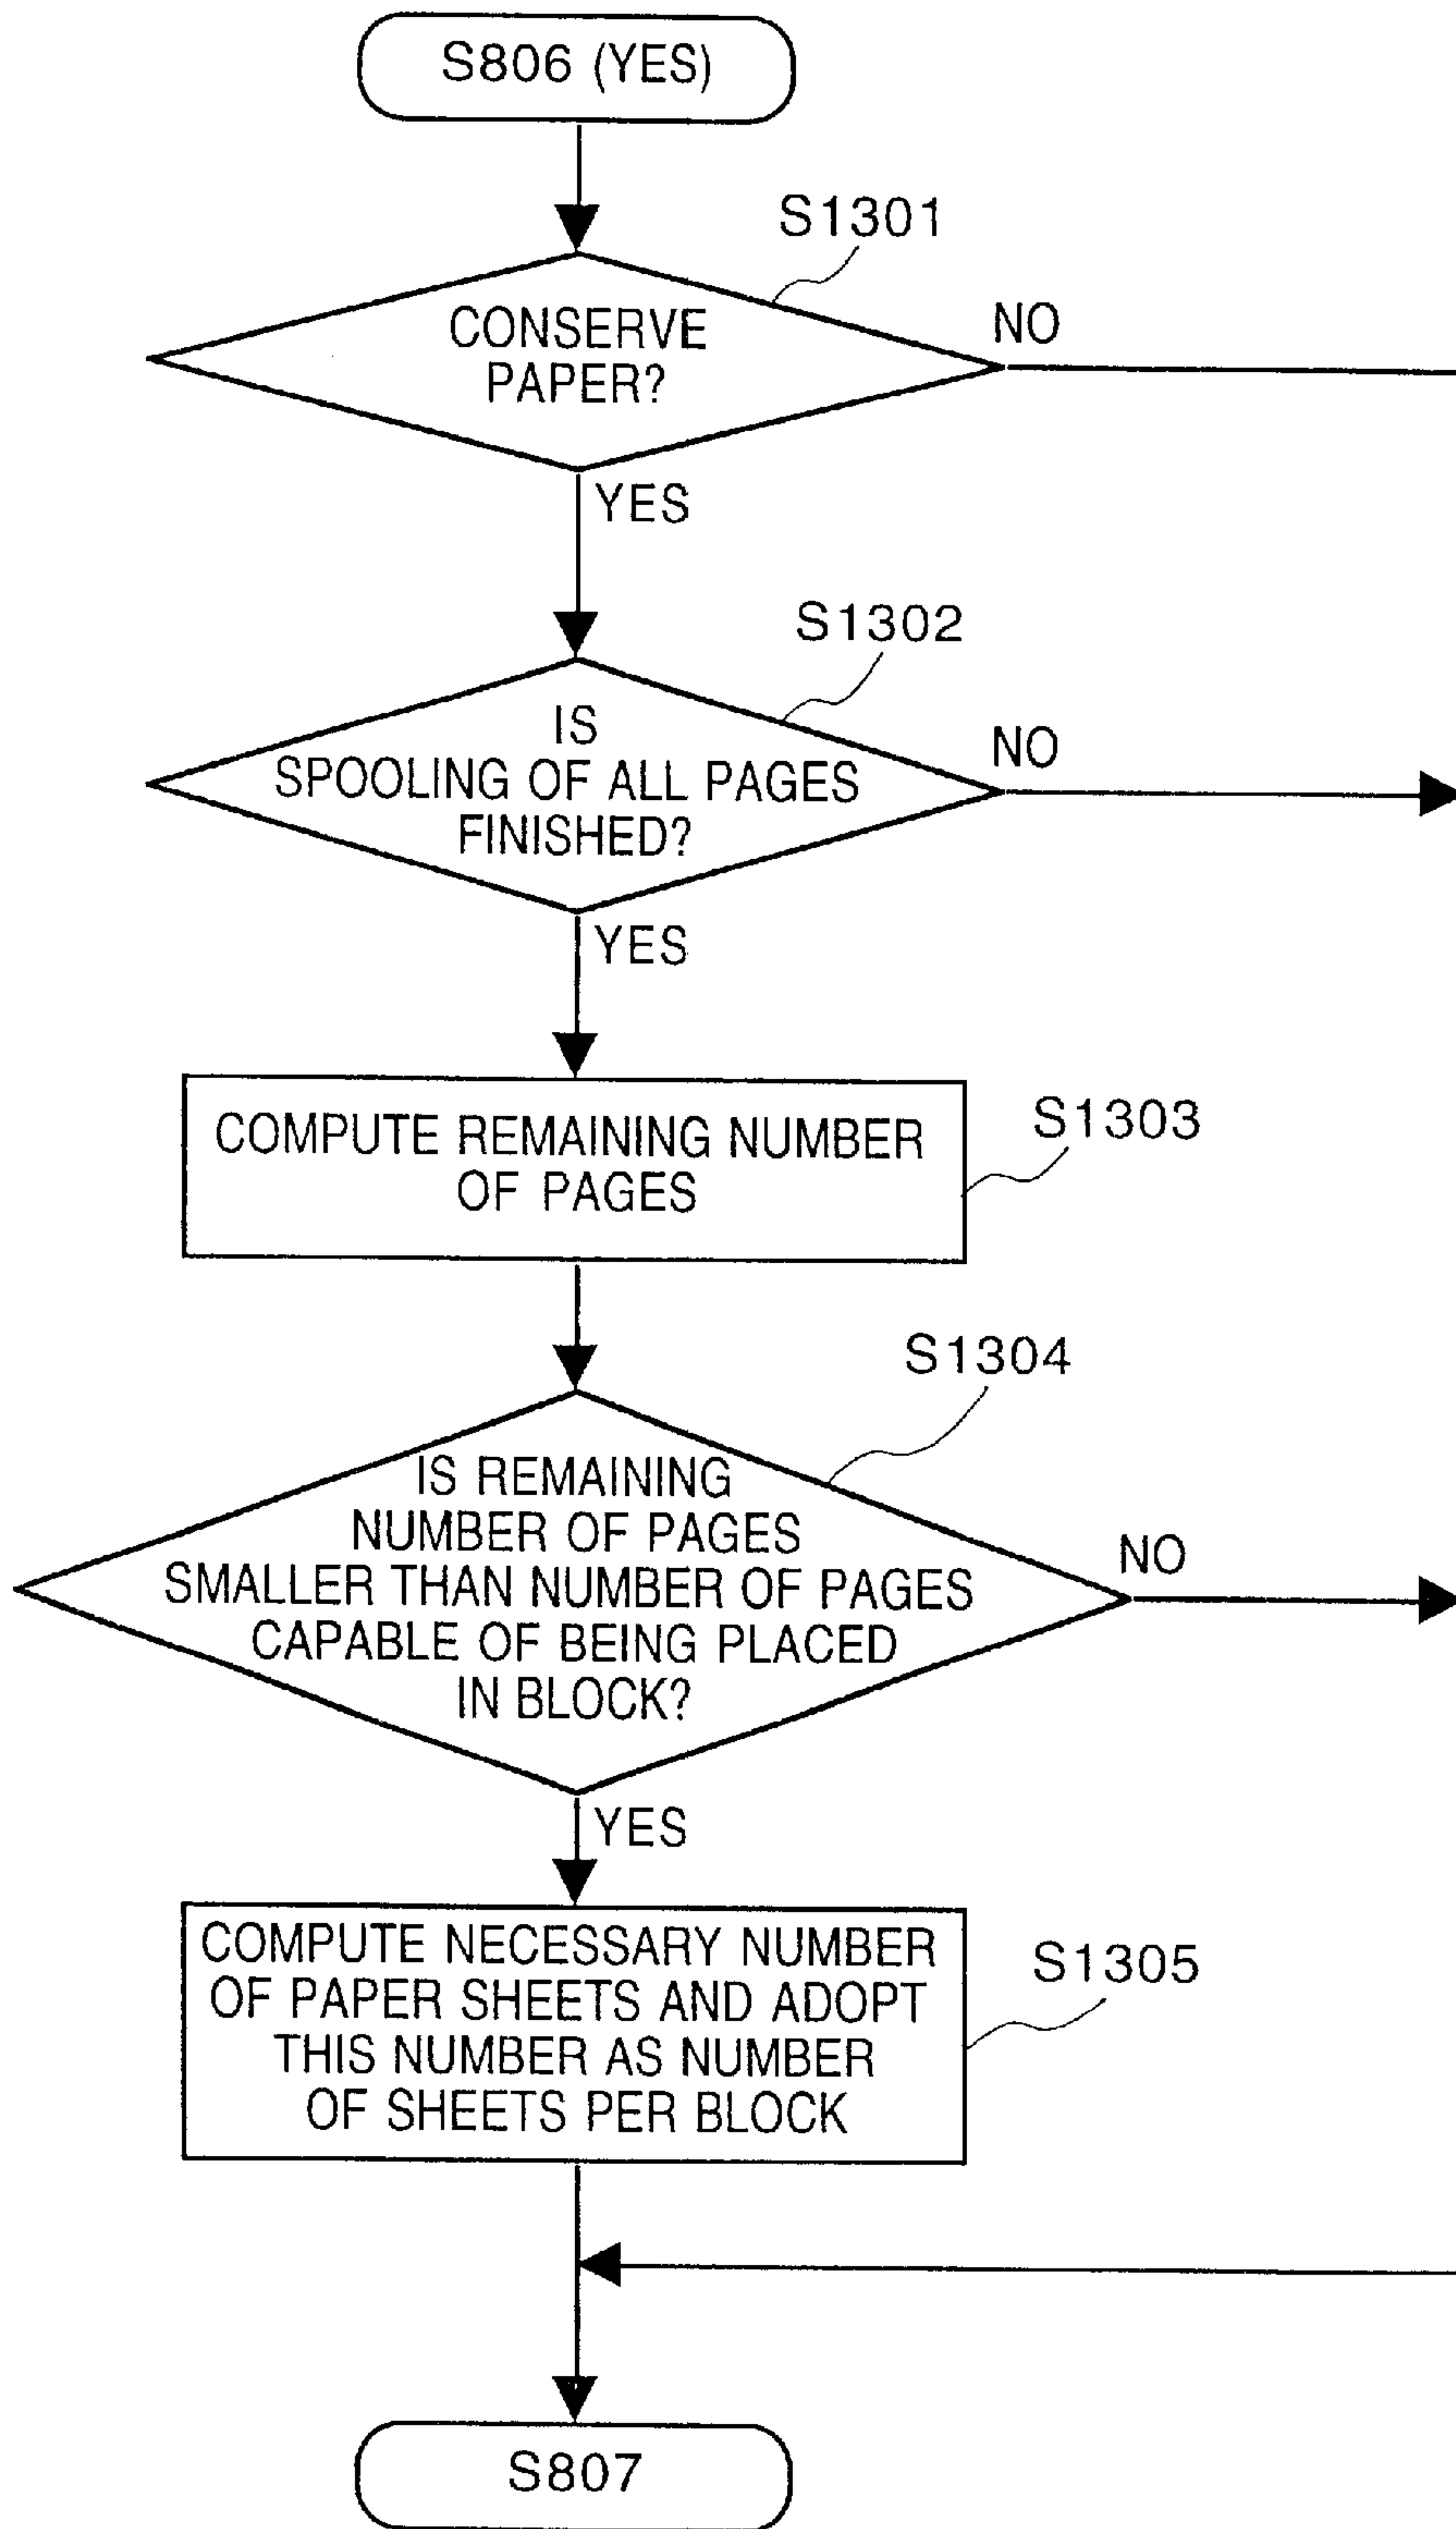 S806 (YES)
S1301
CONSERVE
PAPER?
NO
YES
S1302
IS
SPOOLING OF ALL PAGES
FINISHED?
NO
YES
COMPUTE REMAINING NUMBER
OF PAGES
S1303
S1304
IS REMAINING
NUMBER OF PAGES
SMALLER THAN NUMBER OF PAGES
CAPABLE OF BEING PLACED
IN BLOCK?
NO
YES
COMPUTE NECESSARY NUMBER
OF PAPER SHEETS AND ADOPT
THIS NUMBER AS NUMBER
OF SHEETS PER BLOCK
S1305
S807